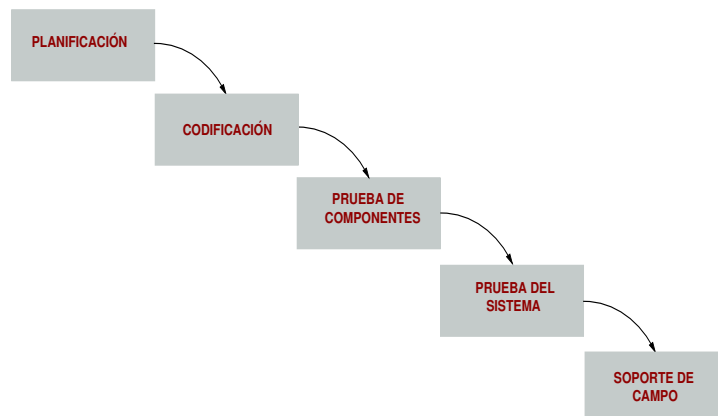 PLANIFICACIÓN
CODIFICACIÓN
PRUEBA DE
COMPONENTES
PRUEBA DEL
SISTEMA
SOPORTE DE
CAMPO